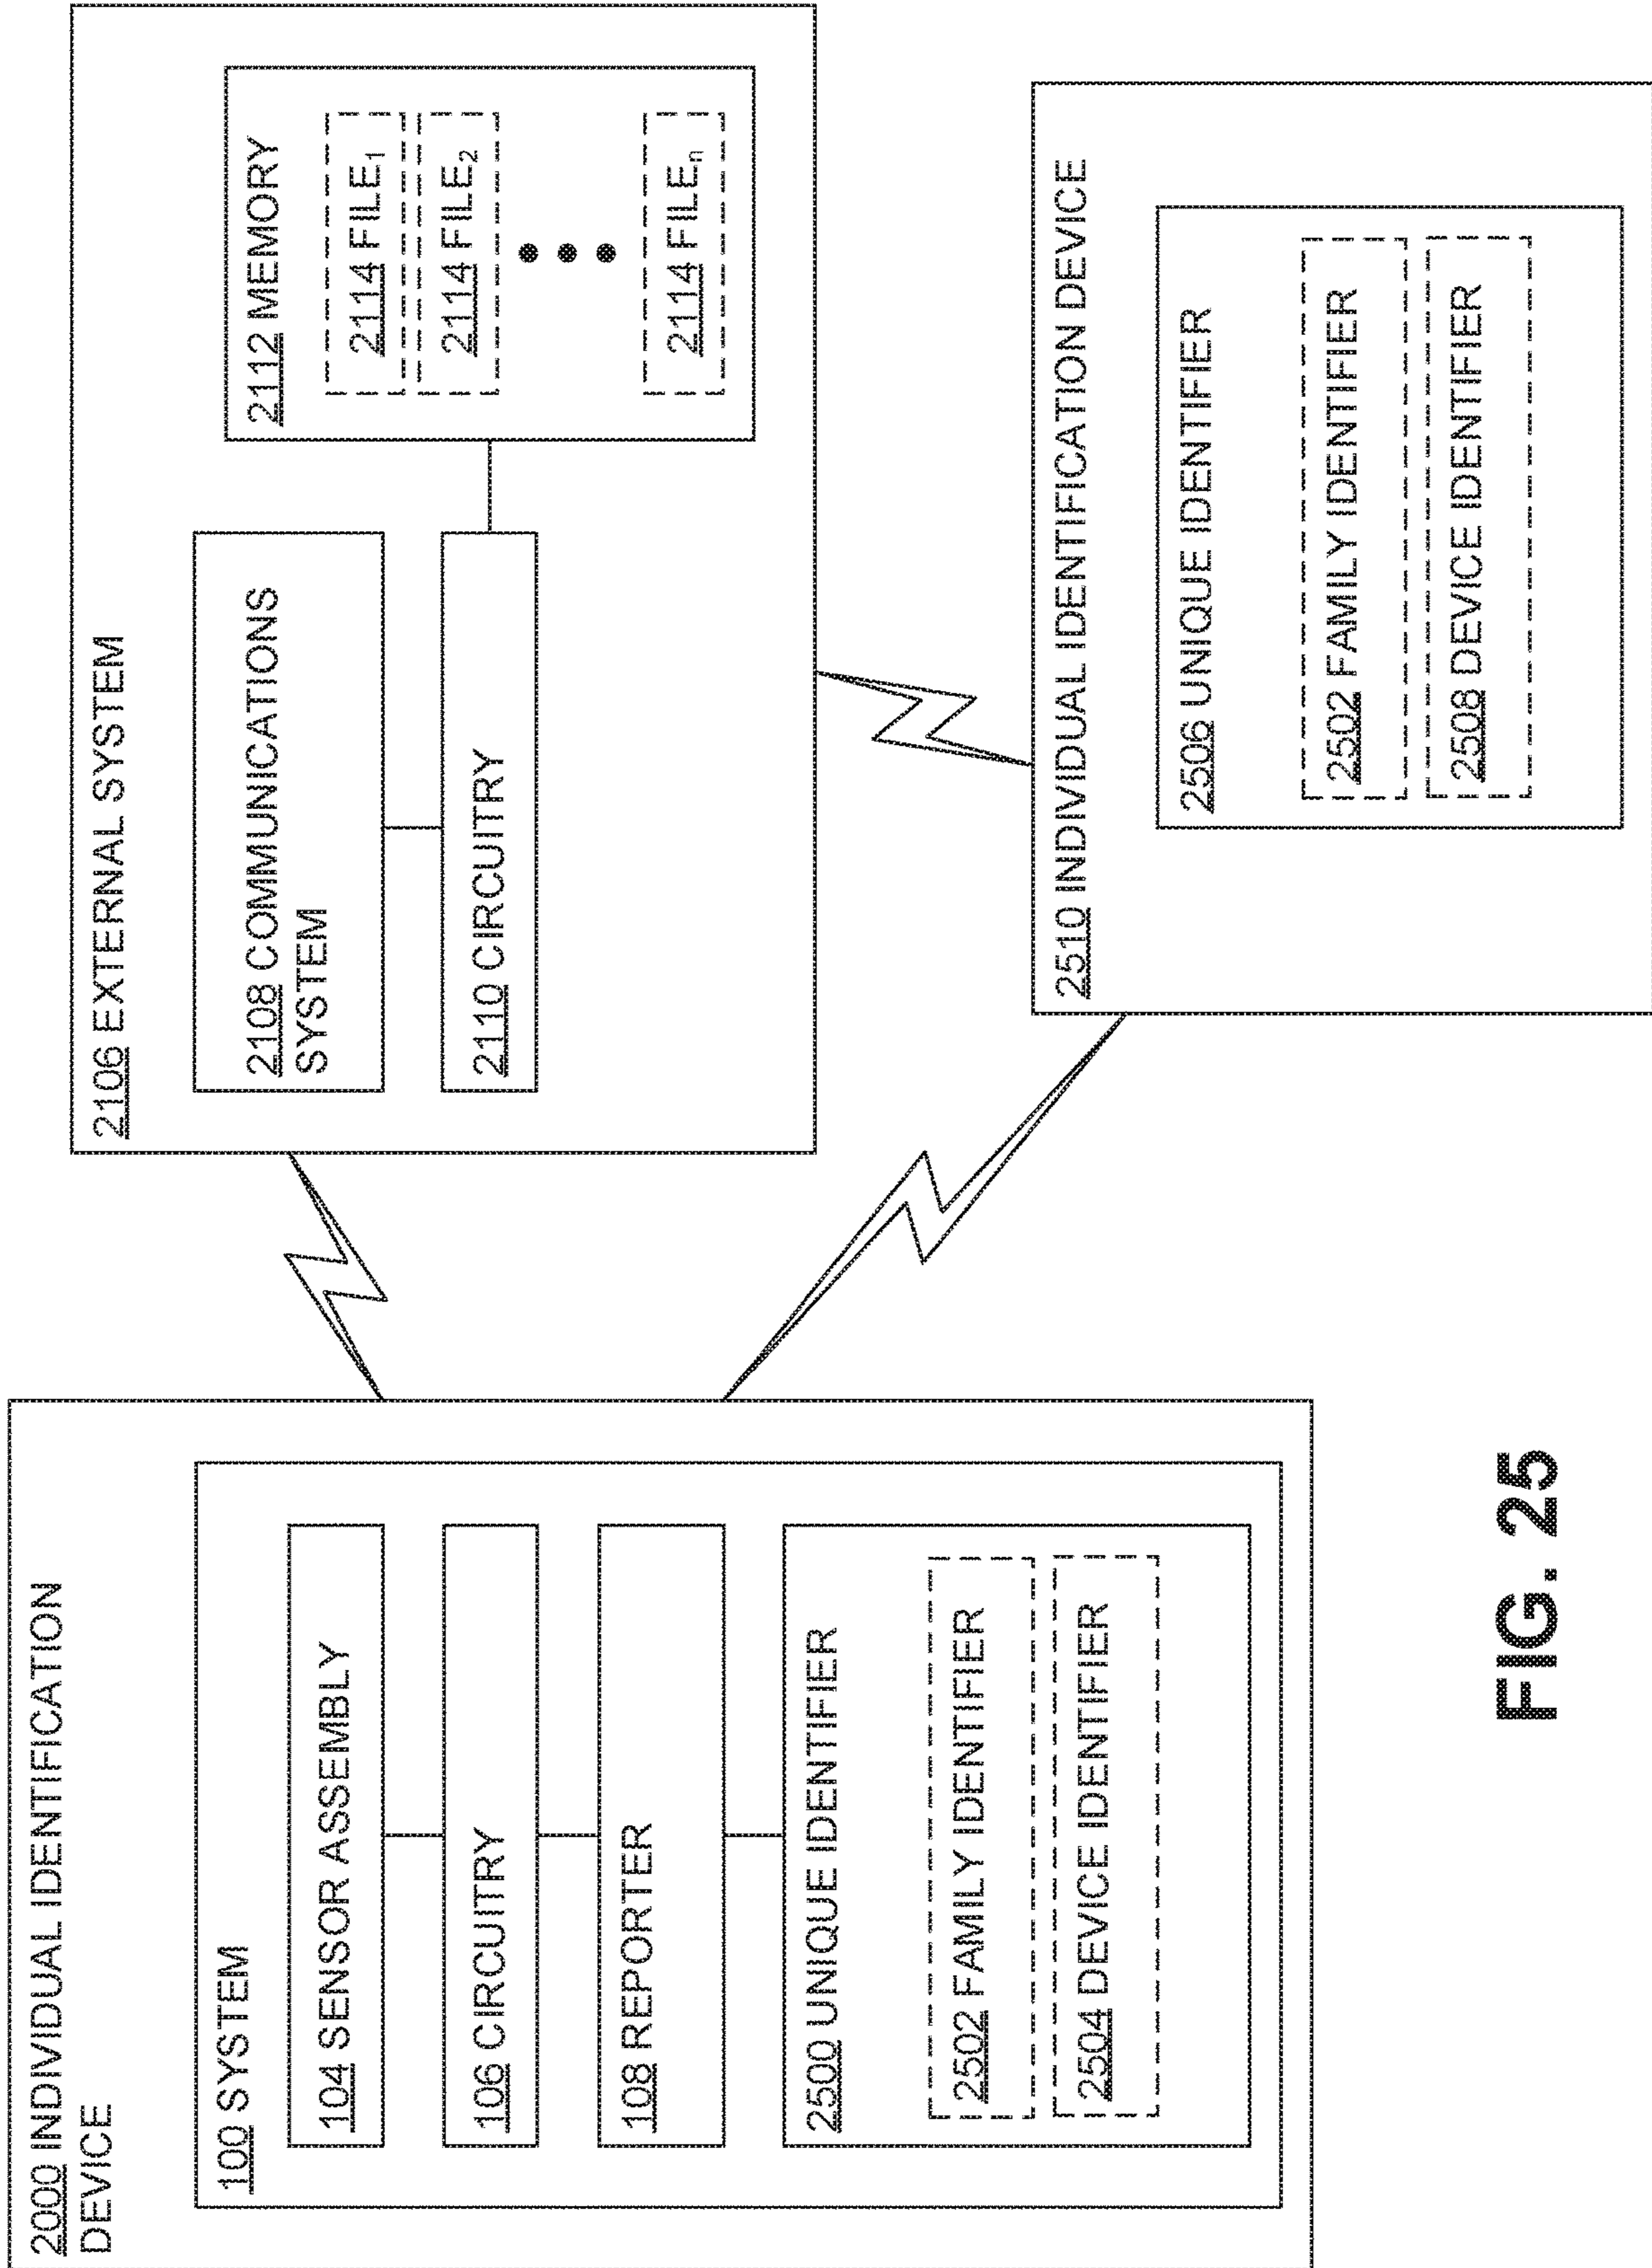 2000 INDIVIDUAL IDENTIFICATION
DEVICE
100 SYSTEM
104 SENSOR ASSEMBLY
106 CIRCUITRY
108 REPORTER
2500 UNIQUE IDENTIFIER
2502 FAMILY IDENTIFIER
2504 DEVICE IDENTIFIER
2106 EXTERNAL SYSTEM
2108 COMMUNICATIONS
SYSTEM
2110 CIRCUITRY
2112 MEMORY
2114 FILE1
2114 FILE2
2114 FILEn
2510 INDIVIDUAL IDENTIFICATION DEVICE
2506 UNIQUE IDENTIFIER
2502 FAMILY IDENTIFIER
2508 DEVICE IDENTIFIER
FIG. 25